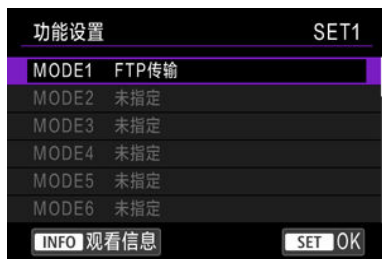 功能设置 SET1
MODE1 FTP传输
MODE2 未指定
MODE3 未指定
MODE4 未指定
MODE5 未指定
MODE6 未指定
INFO 观看信息 SET OK